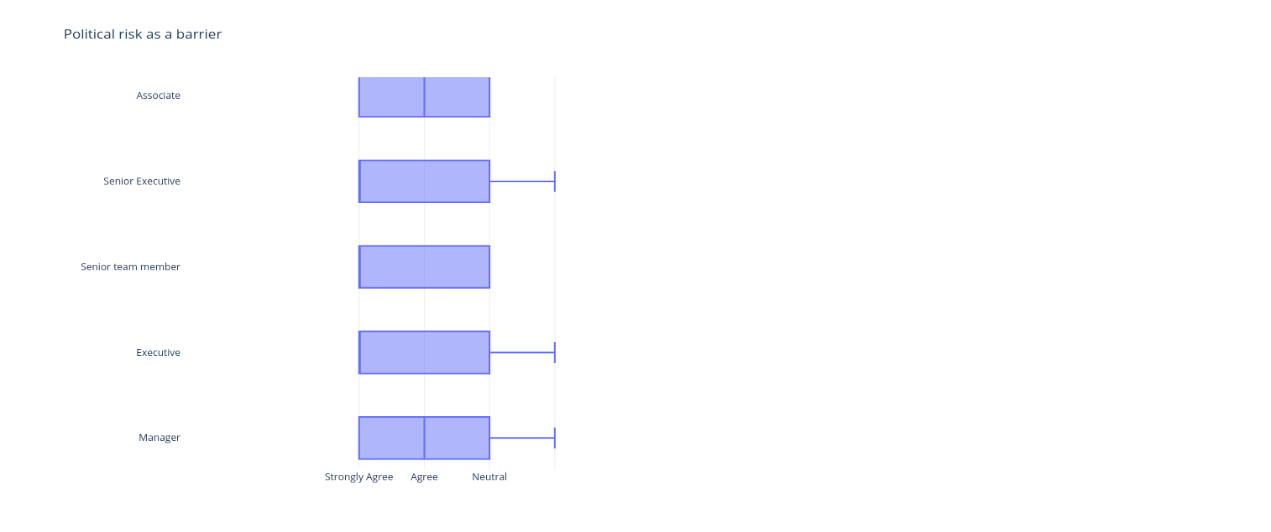 Political risk as a barrier
Associate
Senior Executive
Senior team member
Executive
Manager
Strongly Agree
Agree
Neutral